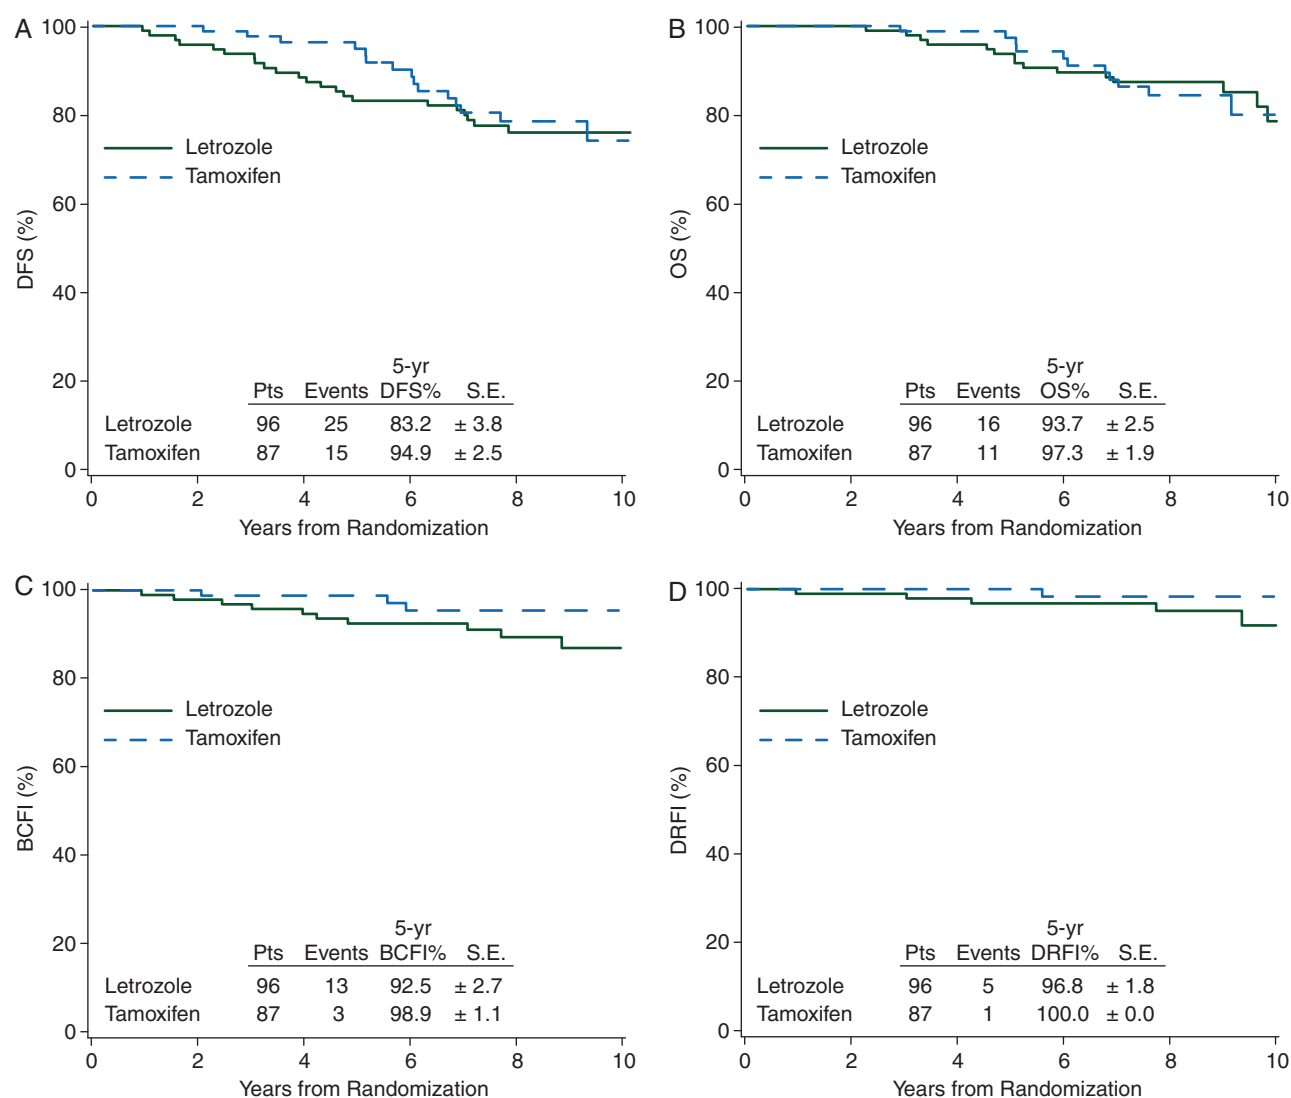 A
100
80
60
40
20
0
DFS (%)
Letrozole
Tamoxifen
5-yr
Pts Events DFS% S.E.
Letrozole 96 25 83.2 ± 3.8
Tamoxifen 87 15 94.9 ± 2.5
0 2 4 6 8 10
Years from Randomization
B
100
80
60
40
20
0
OS (%)
Letrozole
Tamoxifen
5-yr
Pts Events OS% S.E.
Letrozole 96 16 93.7 ± 2.5
Tamoxifen 87 11 97.3 ± 1.9
0 2 4 6 8 10
Years from Randomization
C
100
80
60
40
20
0
BCFI (%)
Letrozole
Tamoxifen
5-yr
Pts Events BCFI% S.E.
Letrozole 96 13 92.5 ± 2.7
Tamoxifen 87 3 98.9 ± 1.1
0 2 4 6 8 10
Years from Randomization
D
100
80
60
40
20
0
DRFI (%)
Letrozole
Tamoxifen
5-yr
Pts Events DRFI% S.E.
Letrozole 96 5 96.8 ± 1.8
Tamoxifen 87 1 100.0 ± 0.0
0 2 4 6 8 10
Years from Randomization